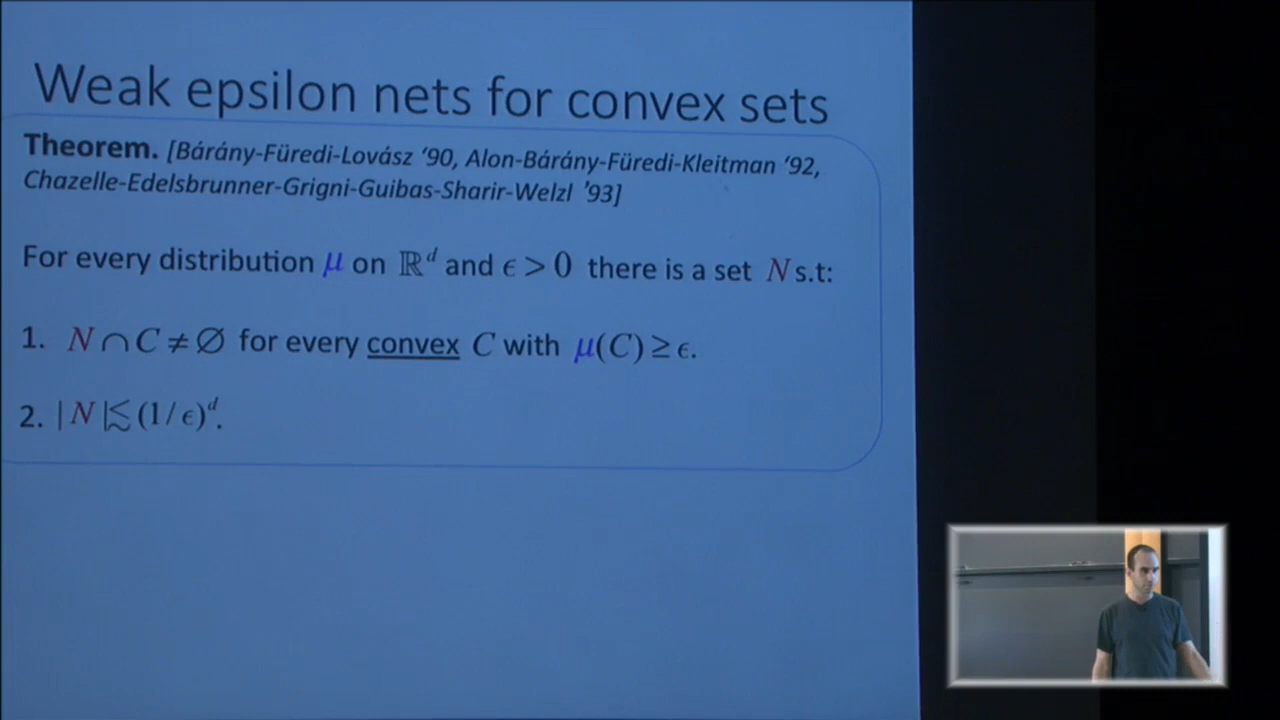 Weak epsilon nets for convex sets
Theorem. [Bárány-Füredi-Lovász ‘90, Alon-Bárány-Füredi-Kleitman ‘92,
Chazelle-Edelsbrunner-Grigni-Guibas-Sharir-Welzl ’93]
For every distribution μ on ℝ^d and ϵ > 0 there is a set N s.t:
1. N ∩ C ≠ ∅ for every convex C with μ(C) ≥ ϵ.
2. |N| ≲ (1/ϵ)^d.